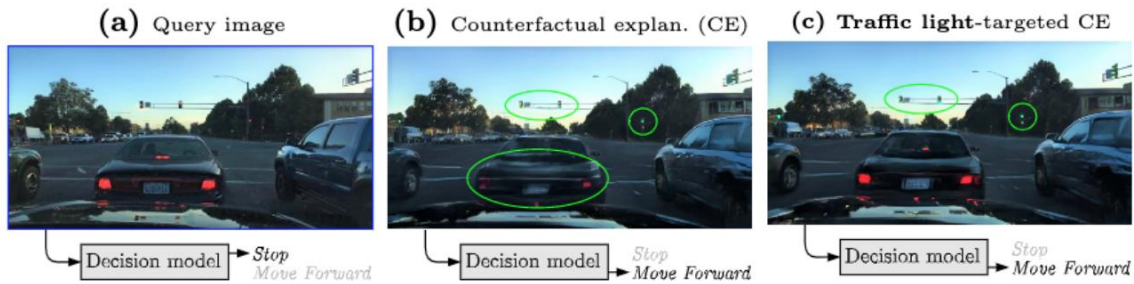 (a) Query image
(b) Counterfactual explan. (CE)
(c) Traffic light-targeted CE
Decision model
Stop
Move Forward
Decision model
Stop
Move Forward
Decision model
Stop
Move Forward